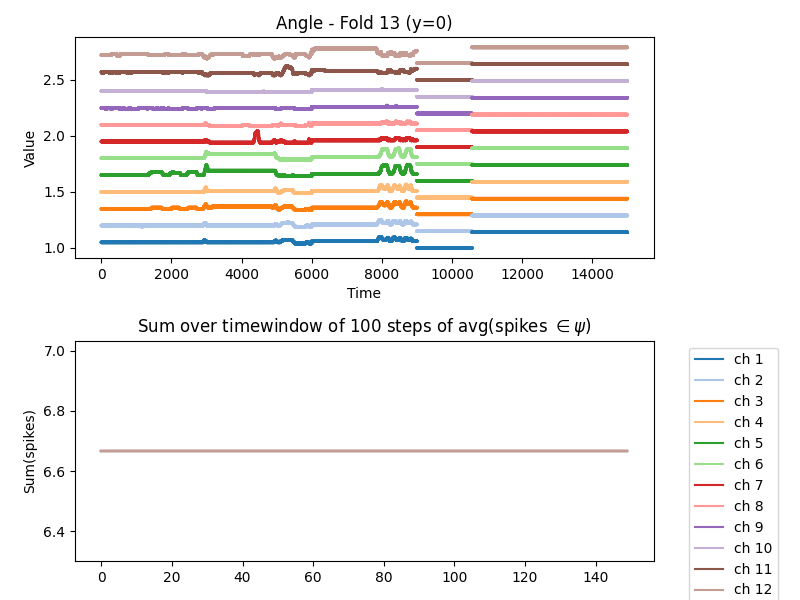 Angle - Fold 13 (y=0)
2.5
2.0
1.5
1.0
Value
0 2000 4000 6000 8000 10000 12000 14000
Time
Sum over timewindow of 100 steps of avg(spikes ∈ ψ)
7.0
6.8
6.6
6.4
Sum(spikes)
0 20 40 60 80 100 120 140
ch 1
ch 2
ch 3
ch 4
ch 5
ch 6
ch 7
ch 8
ch 9
ch 10
ch 11
ch 12